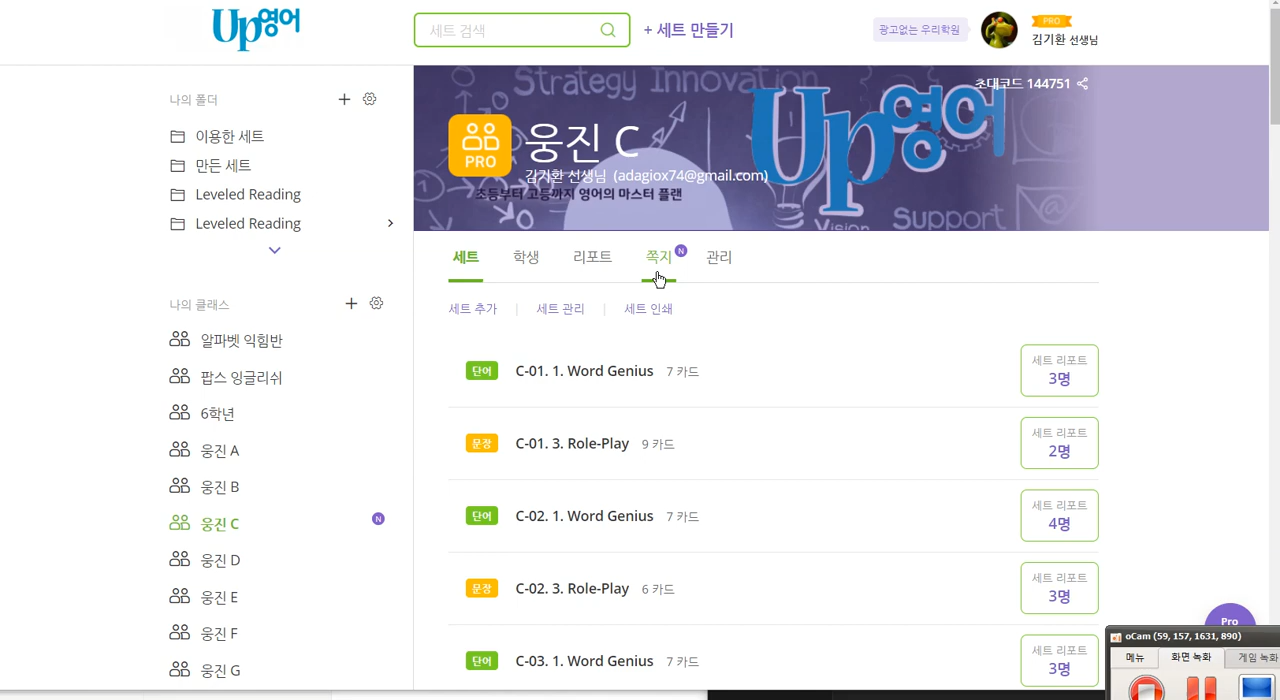 Up영어
세트 검색
+ 세트 만들기
광고없는 우리학원
PRO
김기환 선생님
나의 폴더
이용한 세트
만든 세트
Leveled Reading
Leveled Reading
나의 클래스
알파벳 익힘반
팝스 잉글리쉬
6학년
웅진 A
웅진 B
웅진 C
N
웅진 D
웅진 E
웅진 F
웅진 G
Strategy Innovation
초대코드 144751
Up영어
PRO
웅진 C
김기환 선생님 (adagiox74@gmail.com)
초등부터 고등까지 영어의 마스터 플랜
Vision
Support
세트
학생
리포트
쪽지
N
관리
세트 추가 | 세트 관리 | 세트 인쇄
단어 C-01. 1. Word Genius 7 카드
세트 리포트
3명
문장 C-01. 3. Role-Play 9 카드
세트 리포트
2명
단어 C-02. 1. Word Genius 7 카드
세트 리포트
4명
문장 C-02. 3. Role-Play 6 카드
세트 리포트
3명
단어 C-03. 1. Word Genius 7 카드
세트 리포트
3명
Pro
oCam (59, 157, 1631, 890)
메뉴
화면 녹화
게임 녹화